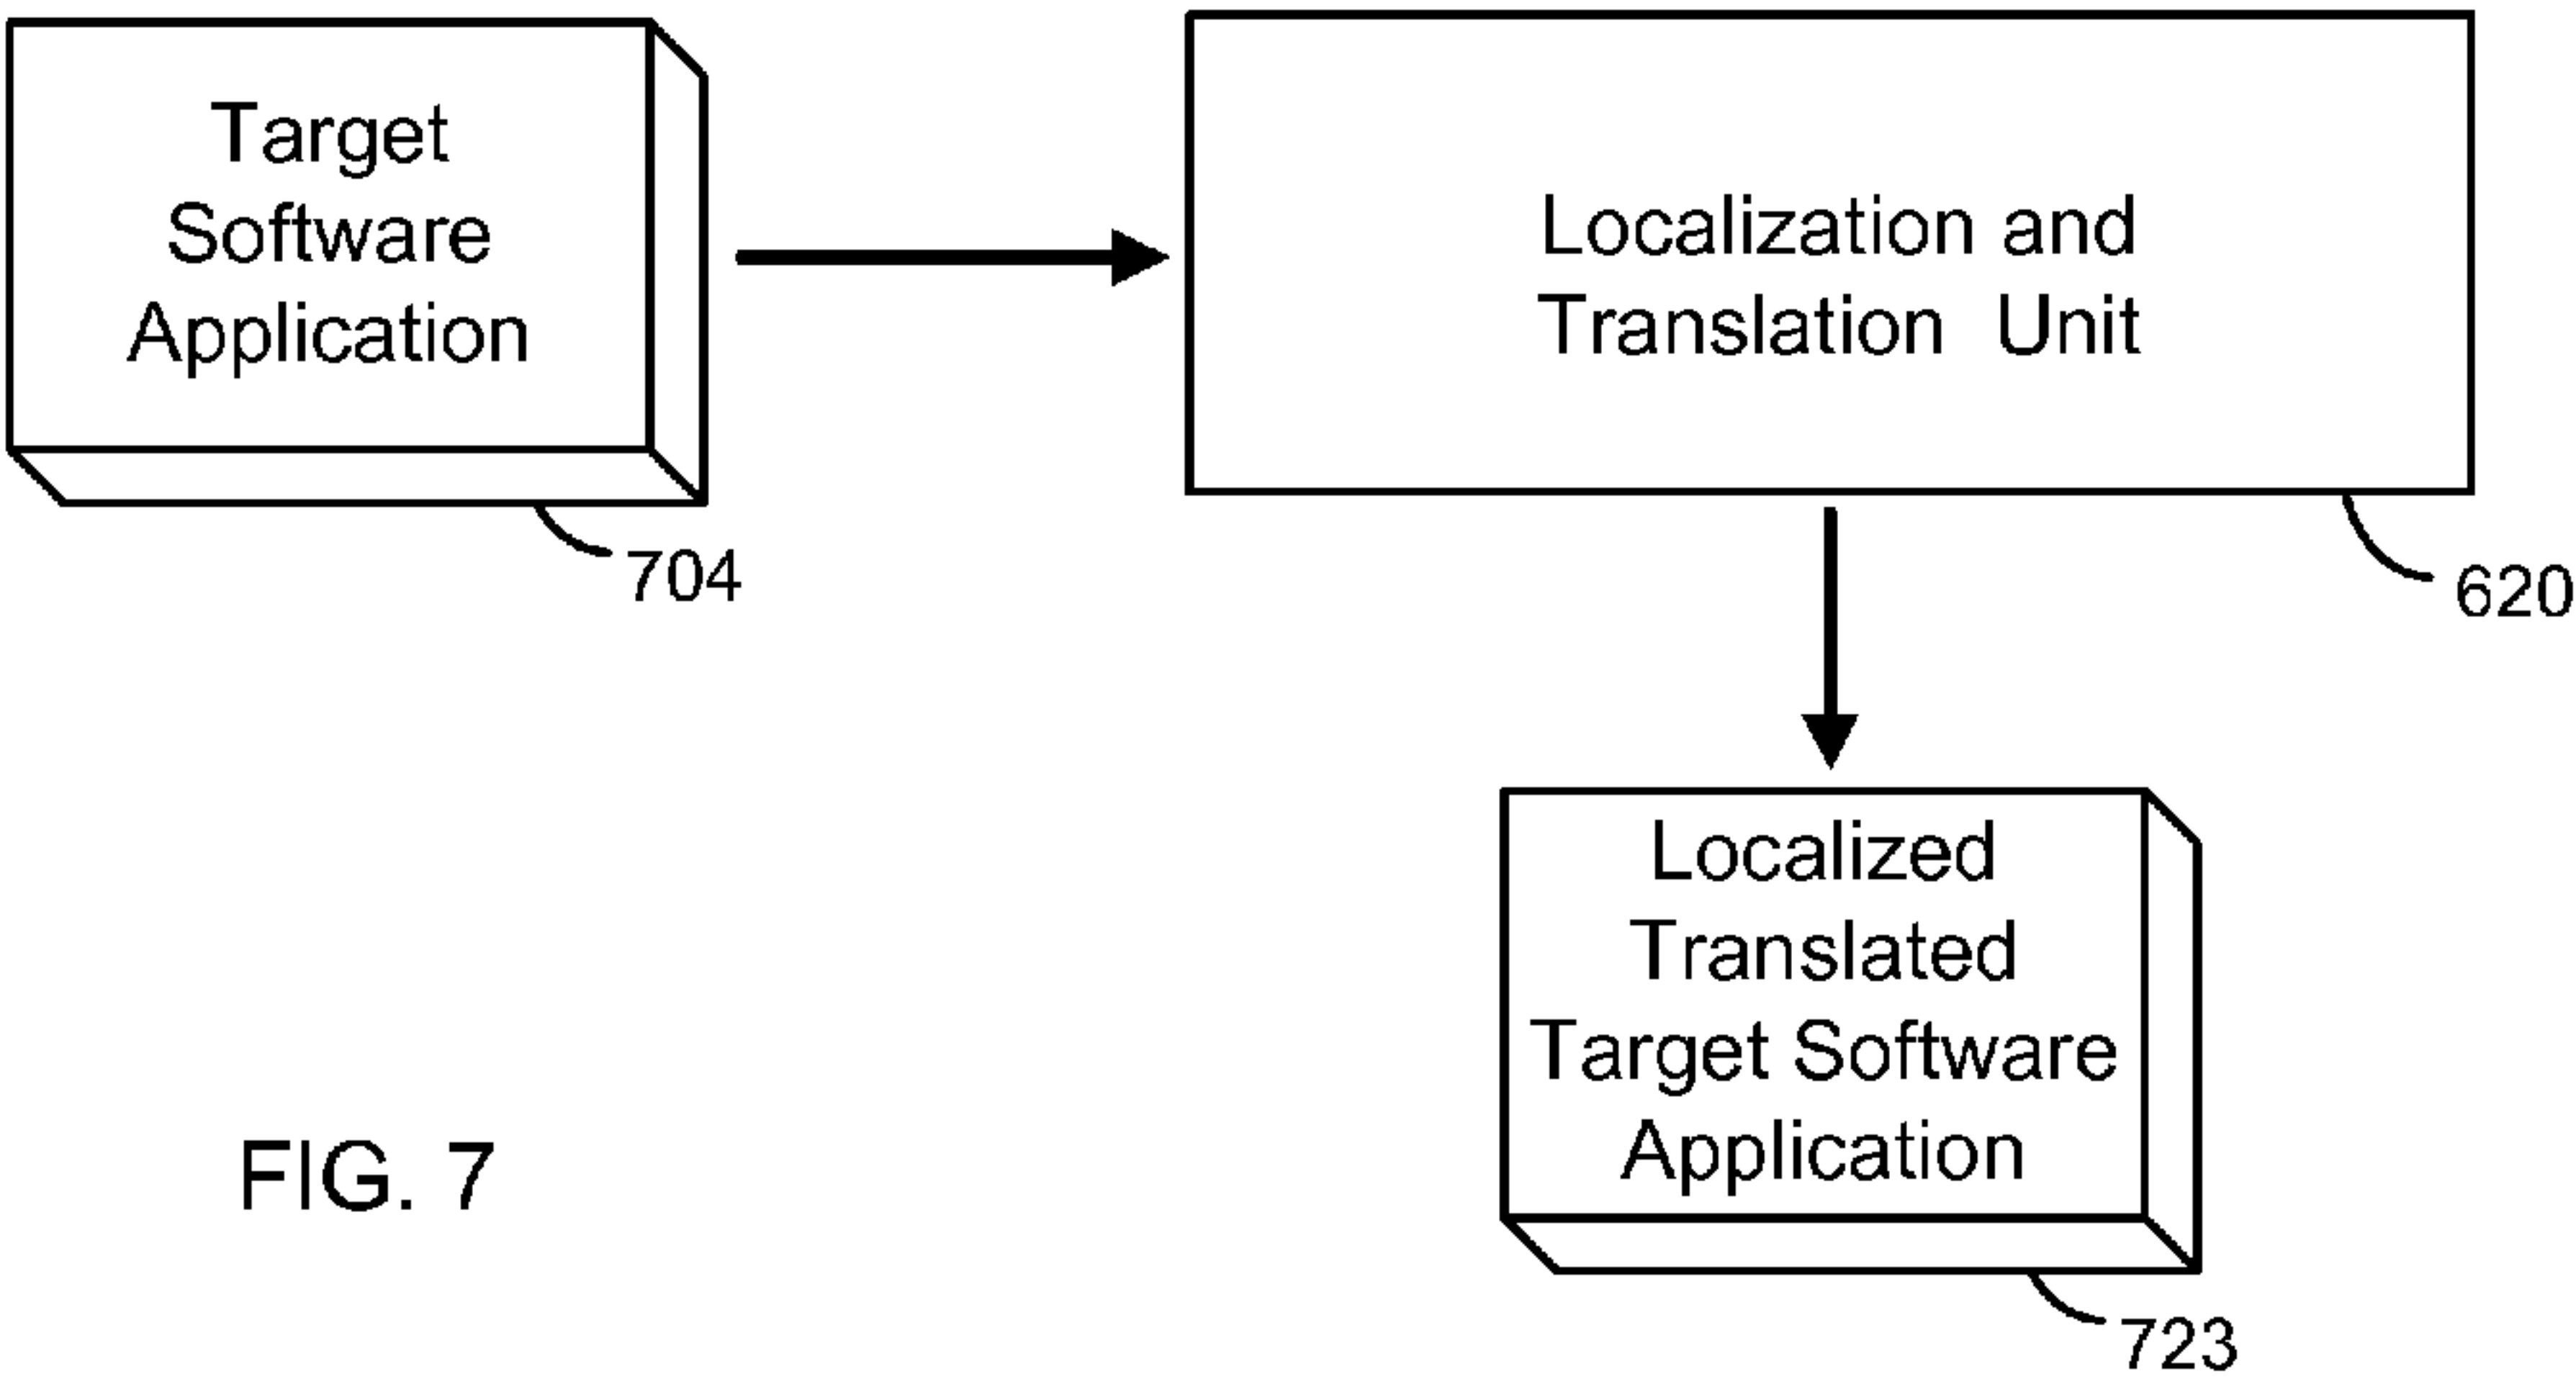 Target
Software
Application
704
Localization and
Translation Unit
620
Localized
Translated
Target Software
Application
723
FIG. 7